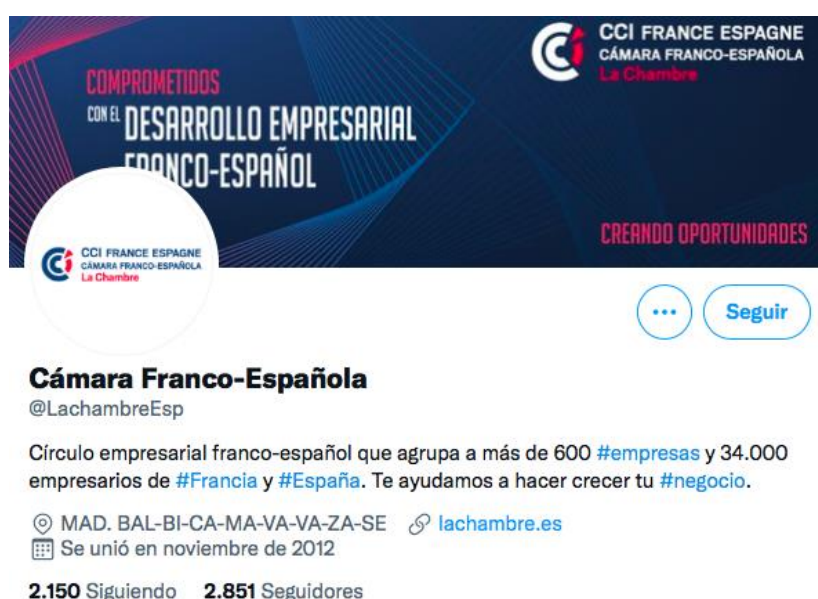 CCI FRANCE ESPAGNE
CÁMARA FRANCO-ESPAÑOLA
La Chambre
COMPROMETIDOS
CON EL DESARROLLO EMPRESARIAL
FRANCO-ESPAÑOL
CREANDO OPORTUNIDADES
CCI FRANCE ESPAGNE
CÁMARA FRANCO-ESPAÑOLA
La Chambre
Seguir
Cámara Franco-Española
@LachambreEsp
Círculo empresarial franco-español que agrupa a más de 600 #empresas y 34.000
empresarios de #Francia y #España. Te ayudamos a hacer crecer tu #negocio.
MAD. BAL-BI-CA-MA-VA-VA-ZA-SE lachambre.es
Se unió en noviembre de 2012
2.150 Siguiendo 2.851 Seguidores